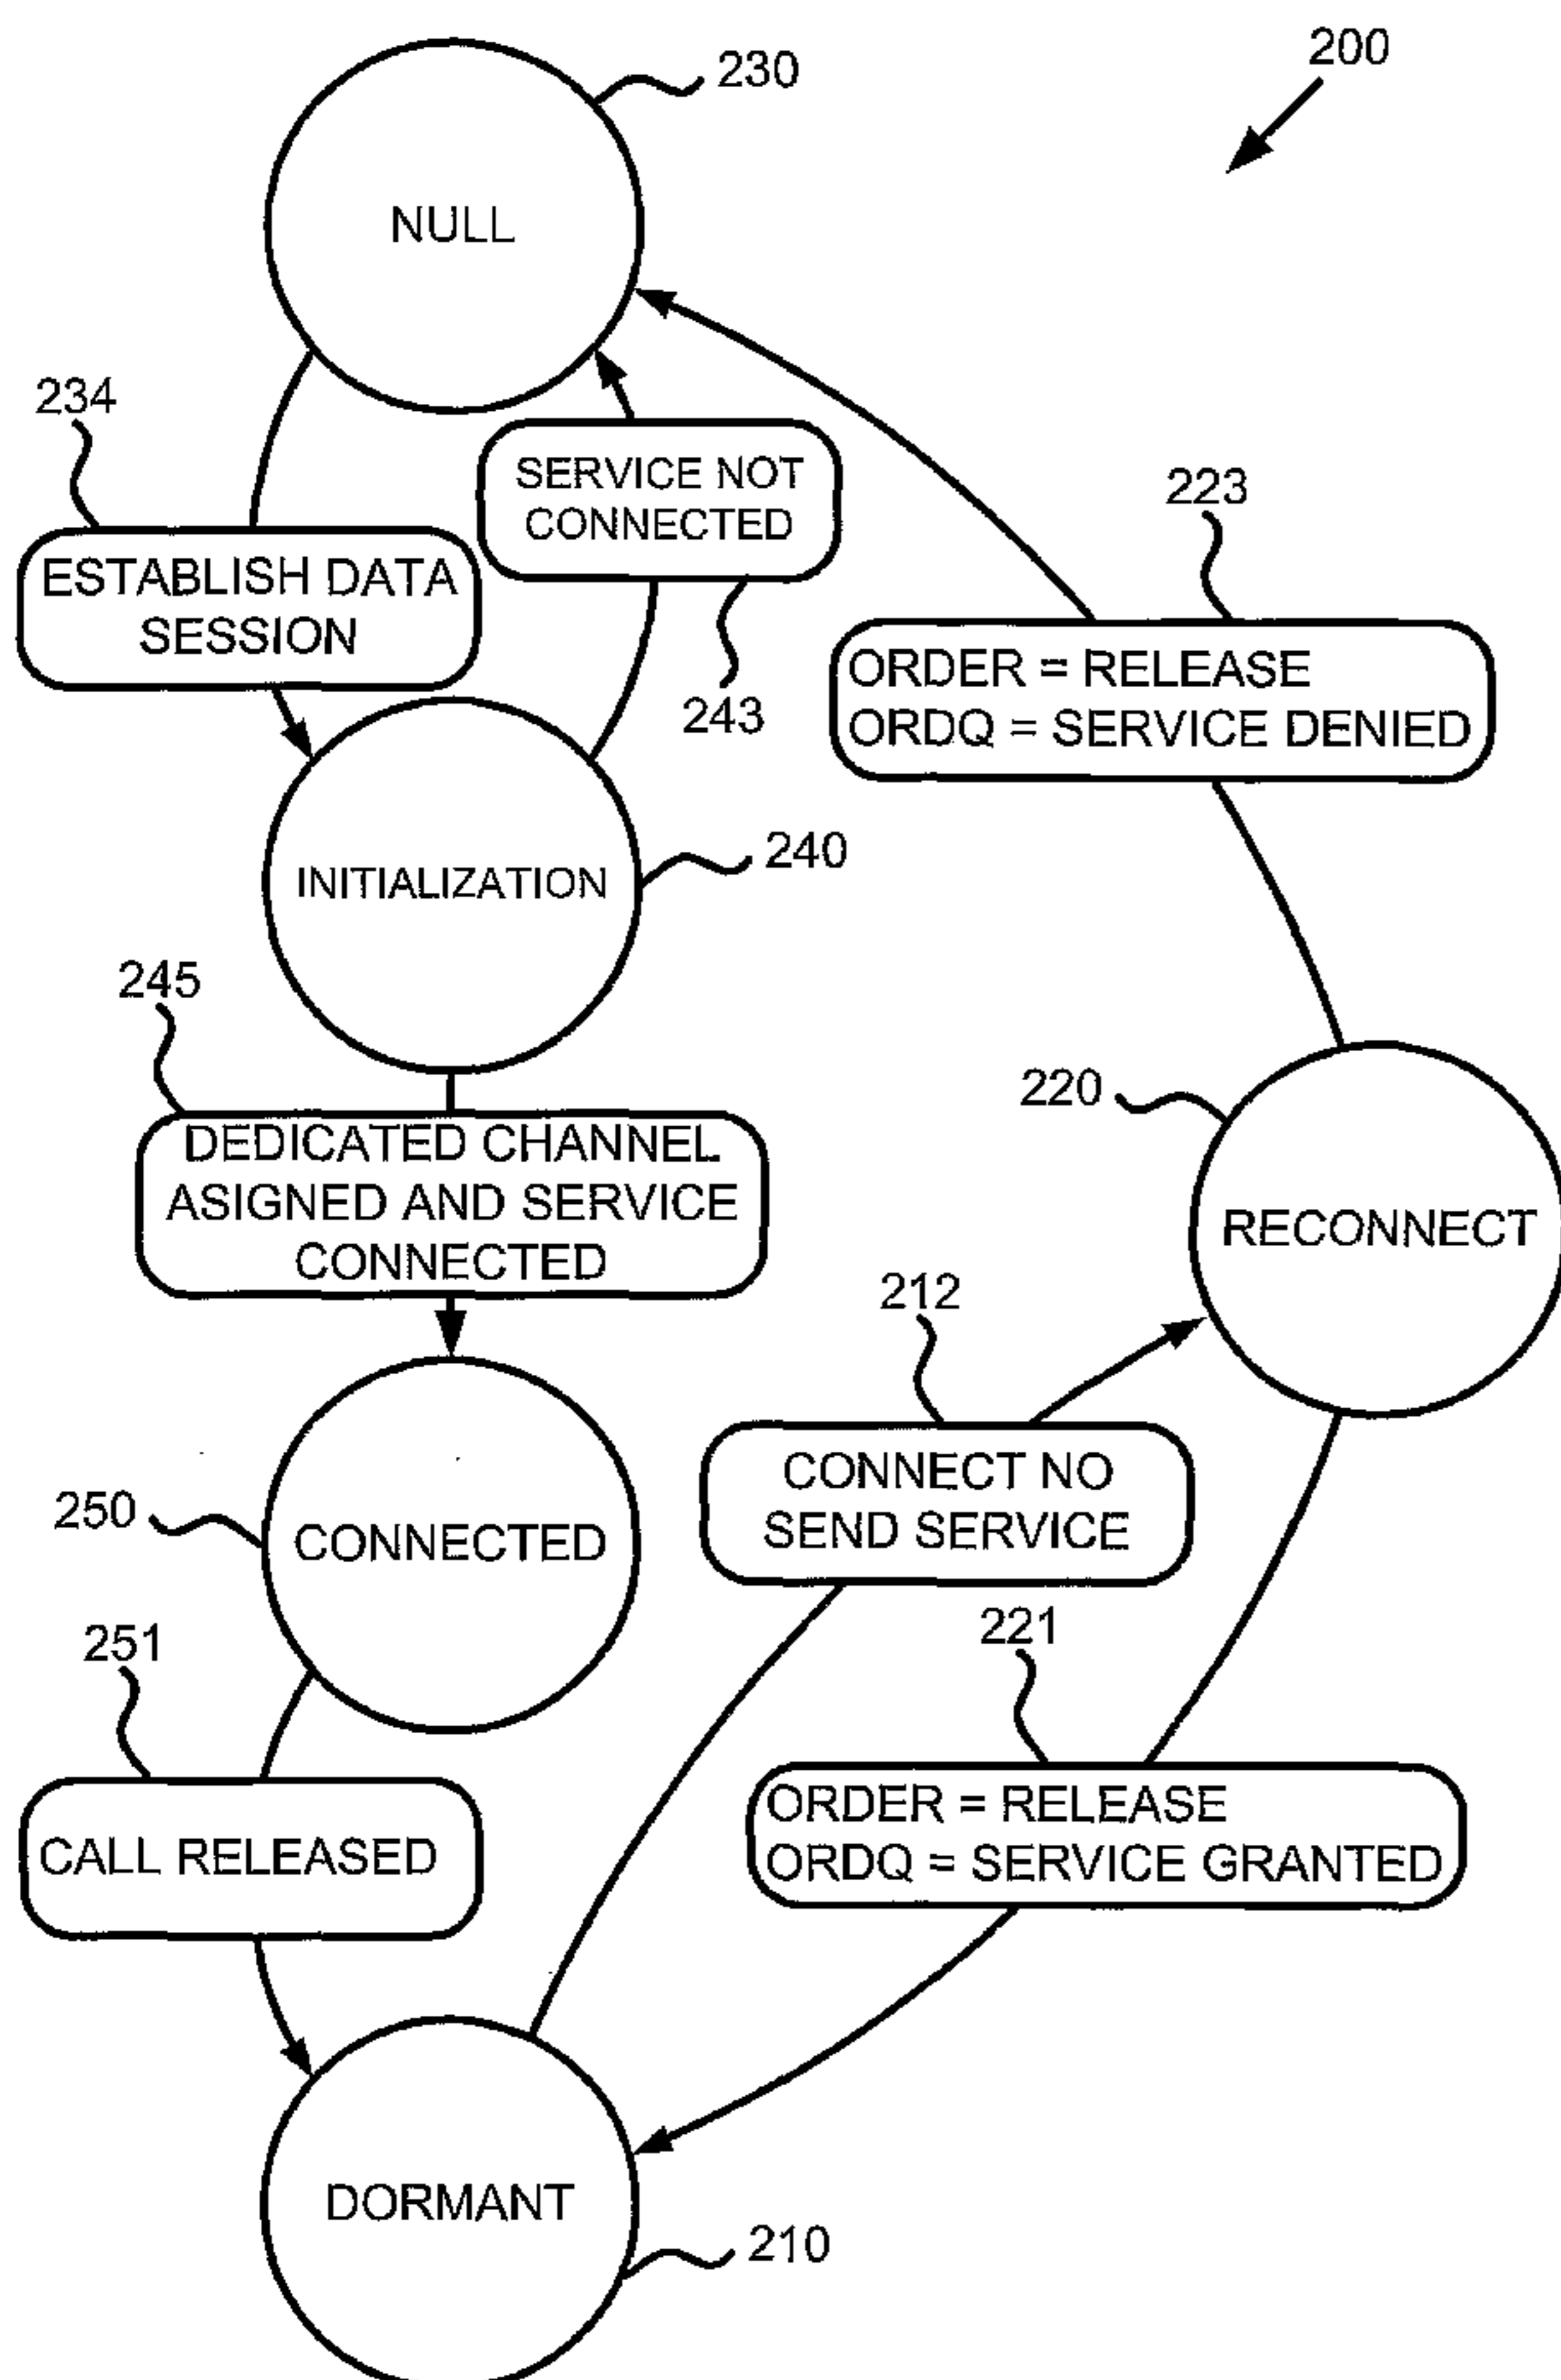 200
230
NULL
234
SERVICE NOT
CONNECTED
ESTABLISH DATA
SESSION
223
243
ORDER = RELEASE
ORDQ = SERVICE DENIED
INITIALIZATION
240
245
DEDICATED CHANNEL
ASIGNED AND SERVICE
CONNECTED
220
RECONNECT
212
CONNECT NO
SEND SERVICE
250
CONNECTED
251
221
CALL RELEASED
ORDER = RELEASE
ORDQ = SERVICE GRANTED
DORMANT
210